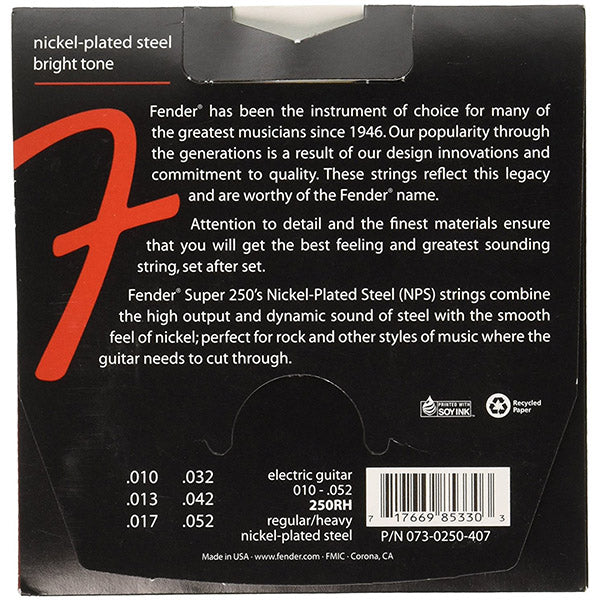 nickel-plated steel
bright tone
Fender® has been the instrument of choice for many of
the greatest musicians since 1946. Our popularity through
the generations is a result of our design innovations and
commitment to quality. These strings reflect this legacy
and are worthy of the Fender® name.
Attention to detail and the finest materials ensure
that you will get the best feeling and greatest sounding
string, set after set.
Fender® Super 250's Nickel-Plated Steel (NPS) strings combine
the high output and dynamic sound of steel with the smooth
feel of nickel; perfect for rock and other styles of music where the
guitar needs to cut through.
PRINTED WITH
SOY INK™
Recycled
Paper
.010 .032
.013 .042
.017 .052
electric guitar
010 - .052
250RH
regular/heavy
nickel-plated steel
7 17669 85330 3
P/N 073-0250-407
Made in USA · www.fender.com · FMIC · Corona, CA